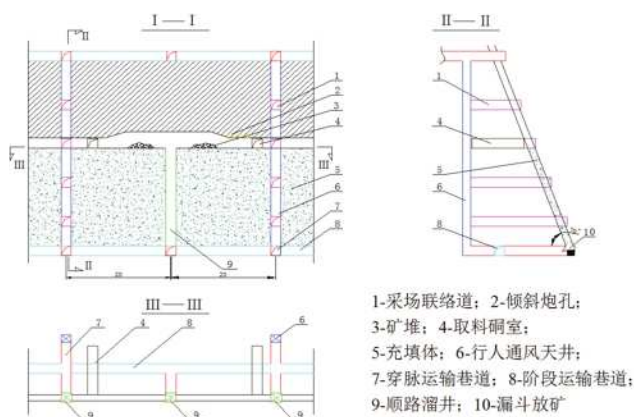 I — I
II — II
II
1
2
3
4
III
III
5
6
7
8
II
25
25
9
1
4
5
6
8
10
III — III
7
4
8
6
9
9
9
1-采场联络道；2-倾斜炮孔；
3-矿堆；4-取料硐室；
5-充填体；6-行人通风天井；
7-穿脉运输巷道；8-阶段运输巷道；
9-顺路溜井；10-漏斗放矿